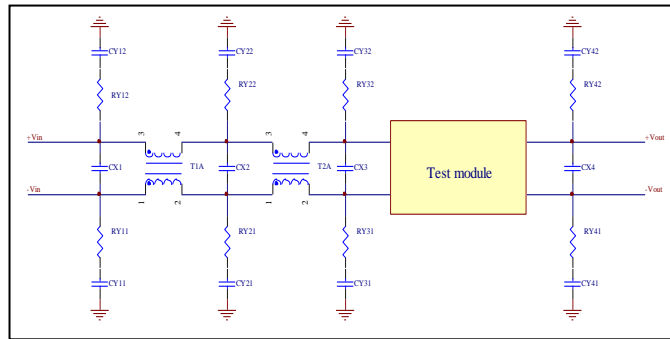 CY12 CY22 CY32 CY42
RY12 RY22 RY32 RY42
3 4 3 4
+Vin +Vout
CX1 T1A CX2 T2A CX3 Test module CX4
-Vin -Vout
1 2 1 2
RY11 RY21 RY31 RY41
CY11 CY21 CY31 CY41